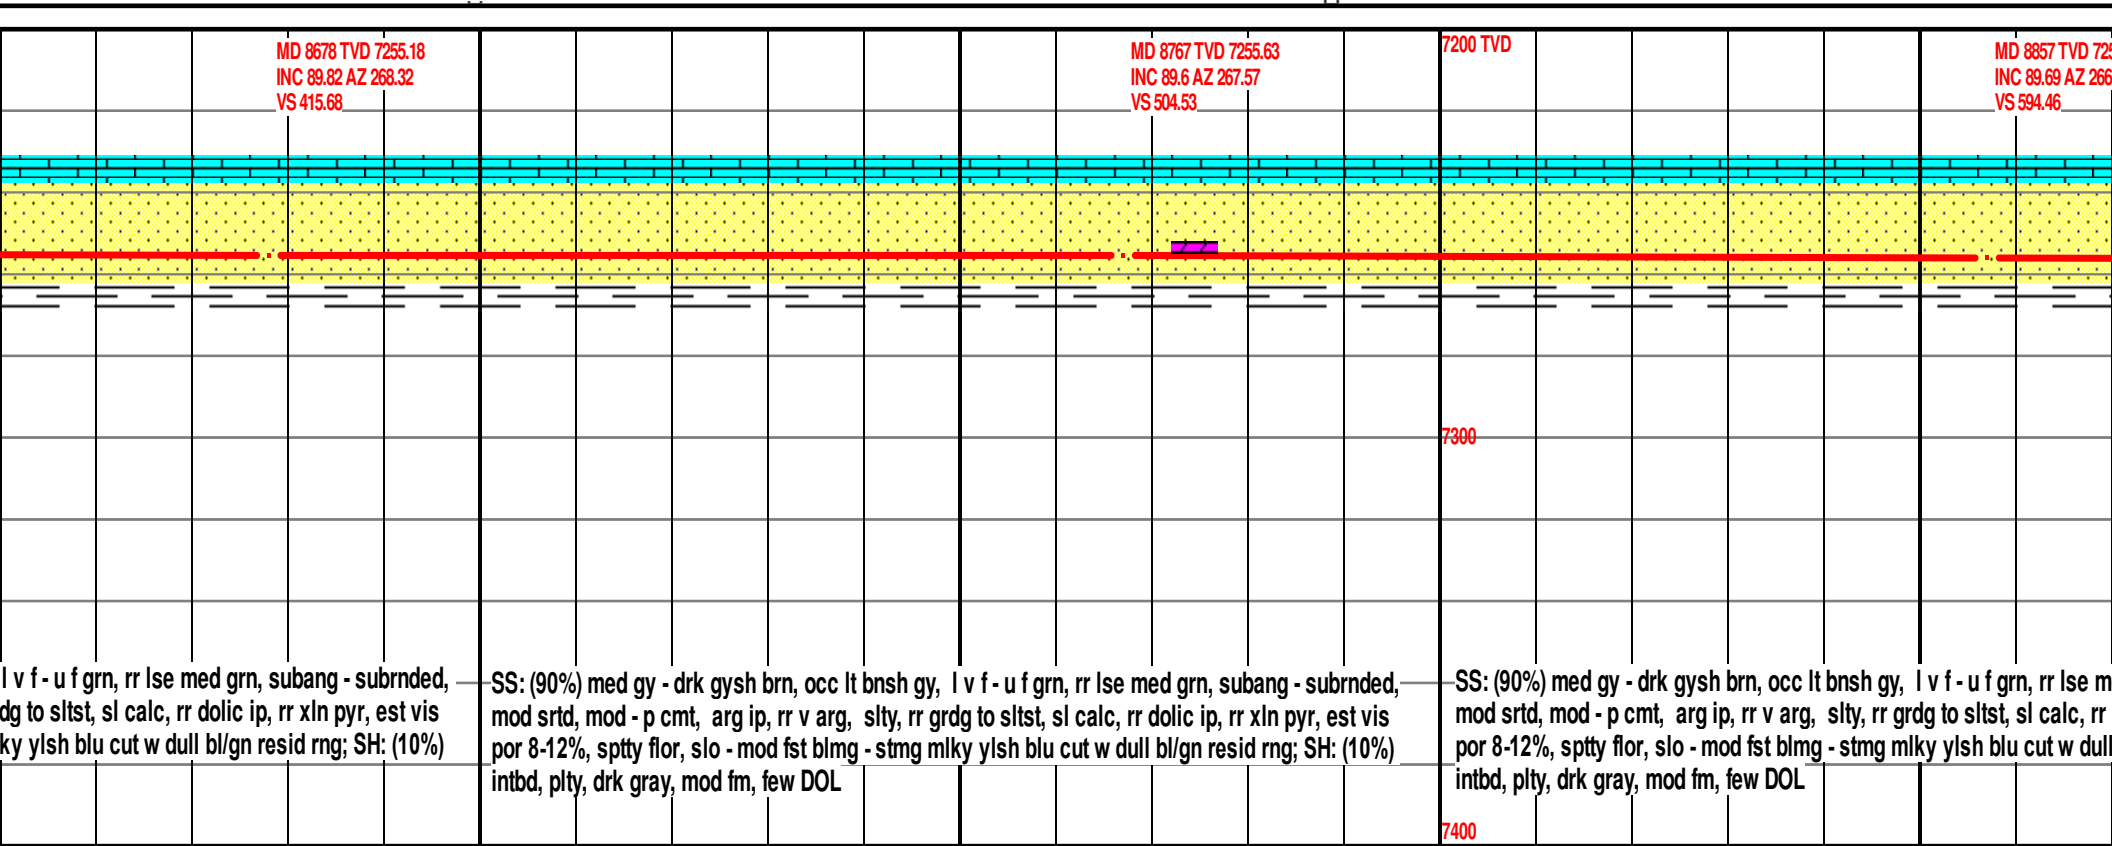 MD 8678 TVD 7255.18
INC 89.82 AZ 268.32
VS 415.68
MD 8767 TVD 7255.63
INC 89.6 AZ 267.57
VS 504.53
7200 TVD
MD 8857 TVD 725
INC 89.69 AZ 266
VS 594.46
7300
l v f - u f grn, rr lse med grn, subang - subrnded,
dg to sltst, sl calc, rr dolic ip, rr xln pyr, est vis
ky ylsh blu cut w dull bl/gn resid rng; SH: (10%)
SS: (90%) med gy - drk gysh brn, occ lt bnsh gy, l v f - u f grn, rr lse med grn, subang - subrnded,
mod srtd, mod - p cmt, arg ip, rr v arg, slty, rr grdg to sltst, sl calc, rr dolic ip, rr xln pyr, est vis
por 8-12%, sptty flor, slo - mod fst blmg - stmg mlky ylsh blu cut w dull bl/gn resid rng; SH: (10%)
intbd, plty, drk gray, mod fm, few DOL
SS: (90%) med gy - drk gysh brn, occ lt bnsh gy, l v f - u f grn, rr lse m
mod srtd, mod - p cmt, arg ip, rr v arg, slty, rr grdg to sltst, sl calc, rr
por 8-12%, sptty flor, slo - mod fst blmg - stmg mlky ylsh blu cut w dull
intbd, plty, drk gray, mod fm, few DOL
7400